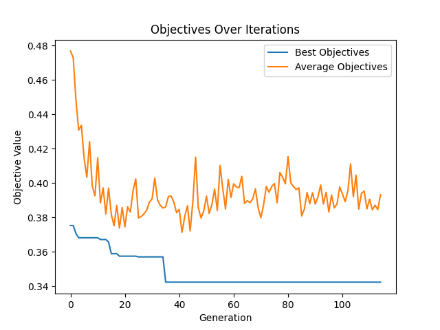 Objectives Over Iterations
Best Objectives
Average Objectives
Objective Value
0.48
0.46
0.44
0.42
0.40
0.38
0.36
0.34
0
20
40
60
80
100
Generation